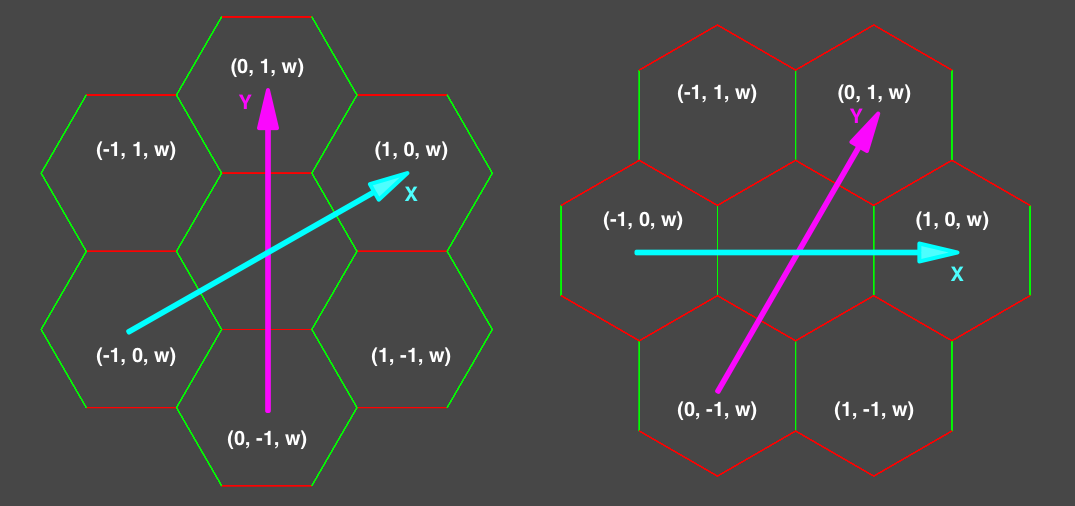 (0, 1, w)
Y
(-1, 1, w)
(1, 0, w)
X
(-1, 0, w)
(1, -1, w)
(0, -1, w)
(-1, 1, w)
(0, 1, w)
Y
(-1, 0, w)
(1, 0, w)
X
(0, -1, w)
(1, -1, w)